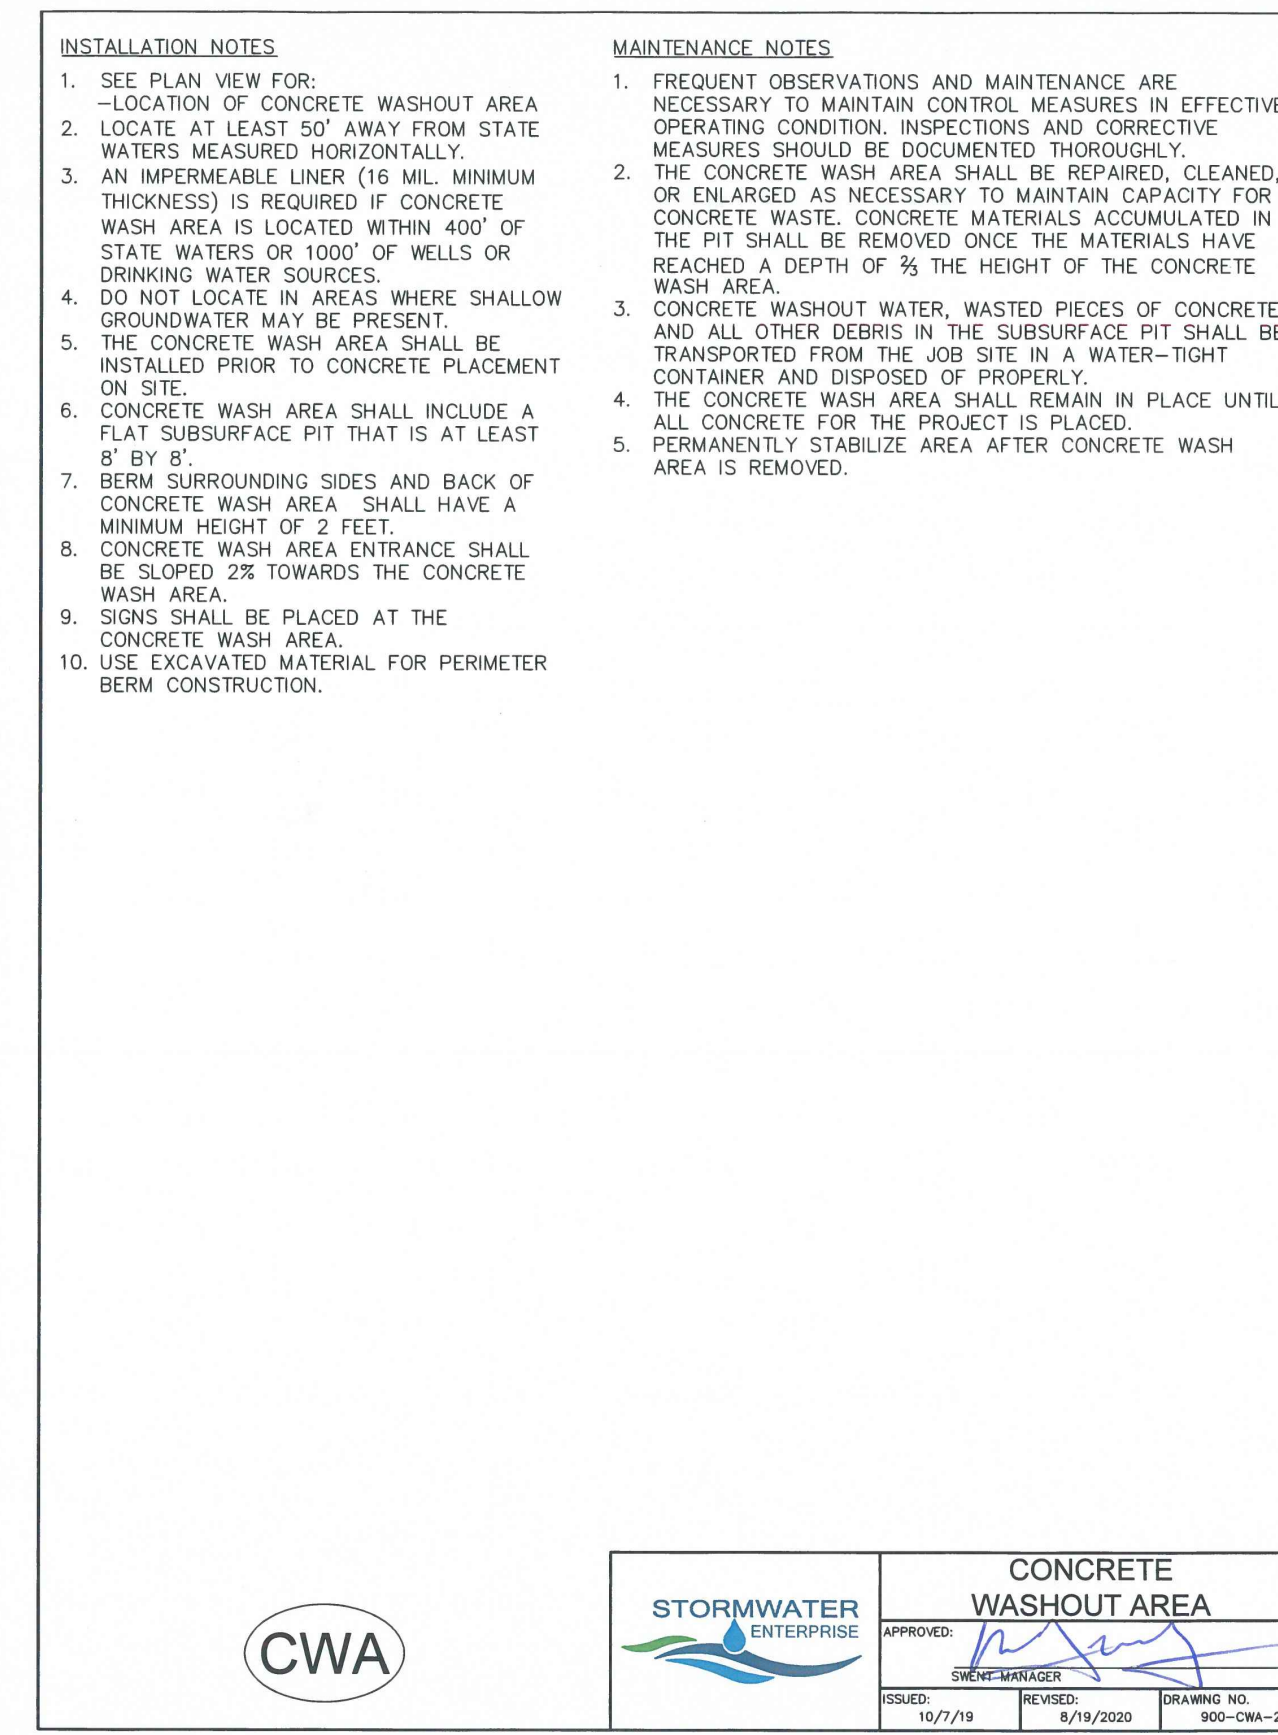 INSTALLATION NOTES
1. SEE PLAN VIEW FOR:
-LOCATION OF CONCRETE WASHOUT AREA
2. LOCATE AT LEAST 50' AWAY FROM STATE
WATERS MEASURED HORIZONTALLY.
3. AN IMPERMEABLE LINER (16 MIL. MINIMUM
THICKNESS) IS REQUIRED IF CONCRETE
WASH AREA IS LOCATED WITHIN 400' OF
STATE WATERS OR 1000' OF WELLS OR
DRINKING WATER SOURCES.
4. DO NOT LOCATE IN AREAS WHERE SHALLOW
GROUNDWATER MAY BE PRESENT.
5. THE CONCRETE WASH AREA SHALL BE
INSTALLED PRIOR TO CONCRETE PLACEMENT
ON SITE.
6. CONCRETE WASH AREA SHALL INCLUDE A
FLAT SUBSURFACE PIT THAT IS AT LEAST
8' BY 8'.
7. BERM SURROUNDING SIDES AND BACK OF
CONCRETE WASH AREA SHALL HAVE A
MINIMUM HEIGHT OF 2 FEET.
8. CONCRETE WASH AREA ENTRANCE SHALL
BE SLOPED 2% TOWARDS THE CONCRETE
WASH AREA.
9. SIGNS SHALL BE PLACED AT THE
CONCRETE WASH AREA.
10. USE EXCAVATED MATERIAL FOR PERIMETER
BERM CONSTRUCTION.
MAINTENANCE NOTES
1. FREQUENT OBSERVATIONS AND MAINTENANCE ARE
NECESSARY TO MAINTAIN CONTROL MEASURES IN EFFECTIVE
OPERATING CONDITION. INSPECTIONS AND CORRECTIVE
MEASURES SHOULD BE DOCUMENTED THOROUGHLY.
2. THE CONCRETE WASH AREA SHALL BE REPAIRED, CLEANED,
OR ENLARGED AS NECESSARY TO MAINTAIN CAPACITY FOR
CONCRETE WASTE. CONCRETE MATERIALS ACCUMULATED IN
THE PIT SHALL BE REMOVED ONCE THE MATERIALS HAVE
REACHED A DEPTH OF ⅔ THE HEIGHT OF THE CONCRETE
WASH AREA.
3. CONCRETE WASHOUT WATER, WASTED PIECES OF CONCRETE
AND ALL OTHER DEBRIS IN THE SUBSURFACE PIT SHALL BE
TRANSPORTED FROM THE JOB SITE IN A WATER-TIGHT
CONTAINER AND DISPOSED OF PROPERLY.
4. THE CONCRETE WASH AREA SHALL REMAIN IN PLACE UNTIL
ALL CONCRETE FOR THE PROJECT IS PLACED.
5. PERMANENTLY STABILIZE AREA AFTER CONCRETE WASH
AREA IS REMOVED.
CWA
STORMWATER
ENTERPRISE
CONCRETE
WASHOUT AREA
APPROVED:
SWENT MANAGER
ISSUED:
10/7/19
REVISED:
8/19/2020
DRAWING NO.
900-CWA-2